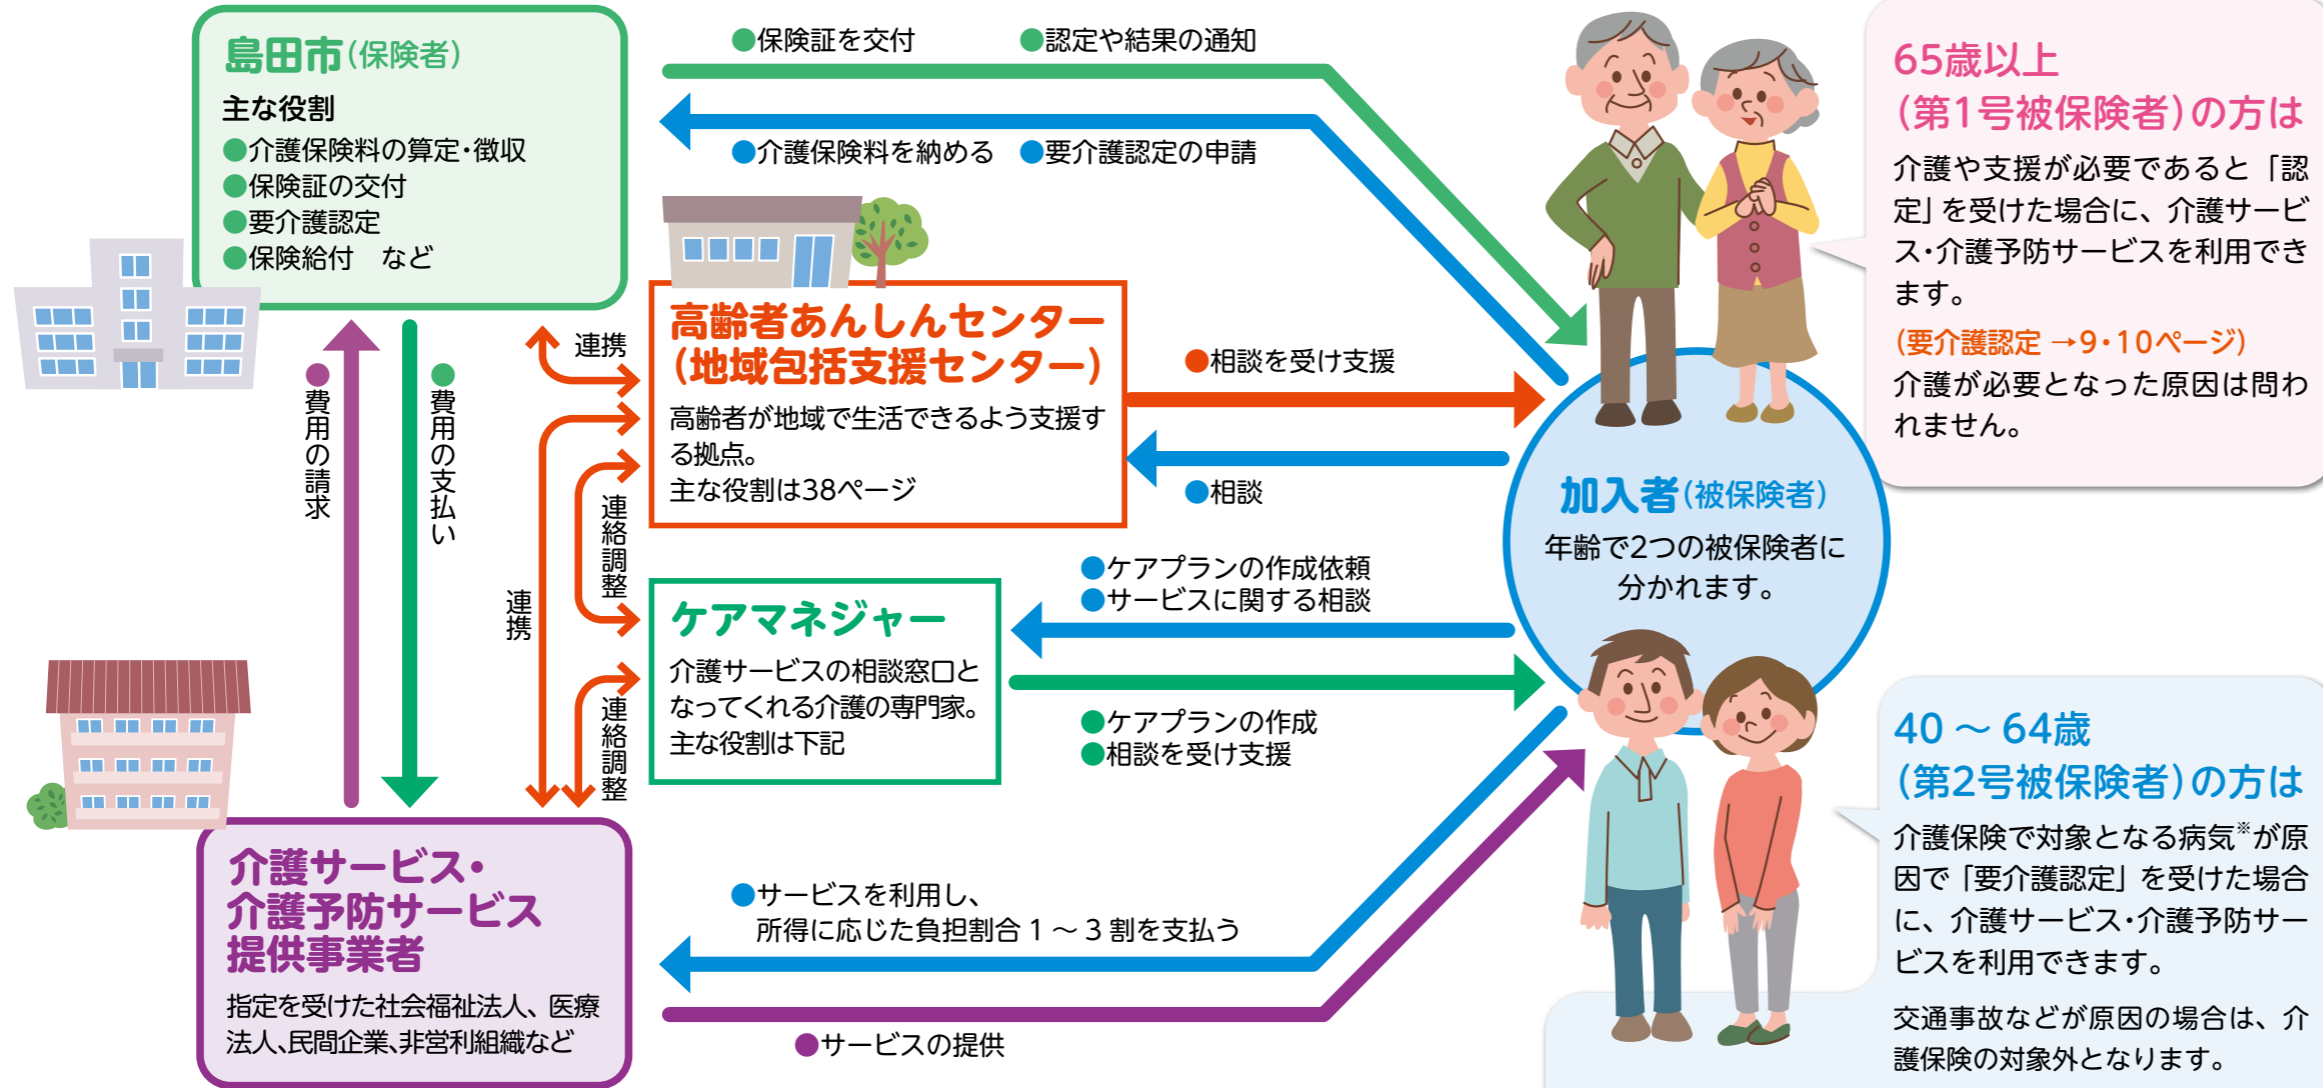 島田市(保険者)
主な役割
●介護保険料の算定・徴収
●保険証の交付
●要介護認定
●保険給付　など
●保険証を交付
●認定や結果の通知
●介護保険料を納める
●要介護認定の申請
65歳以上
(第1号被保険者)の方は
介護や支援が必要であると「認
定」を受けた場合に、介護サービ
ス・介護予防サービスを利用でき
ます。
(要介護認定 →9・10ページ)
介護が必要となった原因は問わ
れません。
●費用の請求
●費用の支払い
連携
高齢者あんしんセンター
(地域包括支援センター)
高齢者が地域で生活できるよう支援す
る拠点。
主な役割は38ページ
●相談を受け支援
●相談
連絡調整
連携
加入者(被保険者)
年齢で2つの被保険者に
分かれます。
ケアマネジャー
介護サービスの相談窓口と
なってくれる介護の専門家。
主な役割は下記
●ケアプランの作成依頼
●サービスに関する相談
●ケアプランの作成
●相談を受け支援
連絡調整
40 ～ 64歳
(第2号被保険者)の方は
介護保険で対象となる病気※が原
因で「要介護認定」を受けた場合
に、介護サービス・介護予防サー
ビスを利用できます。
交通事故などが原因の場合は、介
護保険の対象外となります。
介護サービス・
介護予防サービス
提供事業者
指定を受けた社会福祉法人、医療
法人、民間企業、非営利組織など
●サービスを利用し、
所得に応じた負担割合 1 ～ 3 割を支払う
●サービスの提供